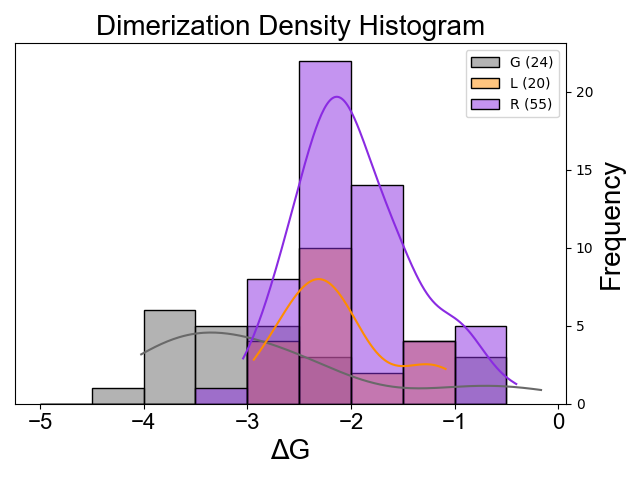 Dimerization Density Histogram
G (24)
L (20)
R (55)
20
15
10
5
0
Frequency
−5 −4 −3 −2 −1 0
ΔG